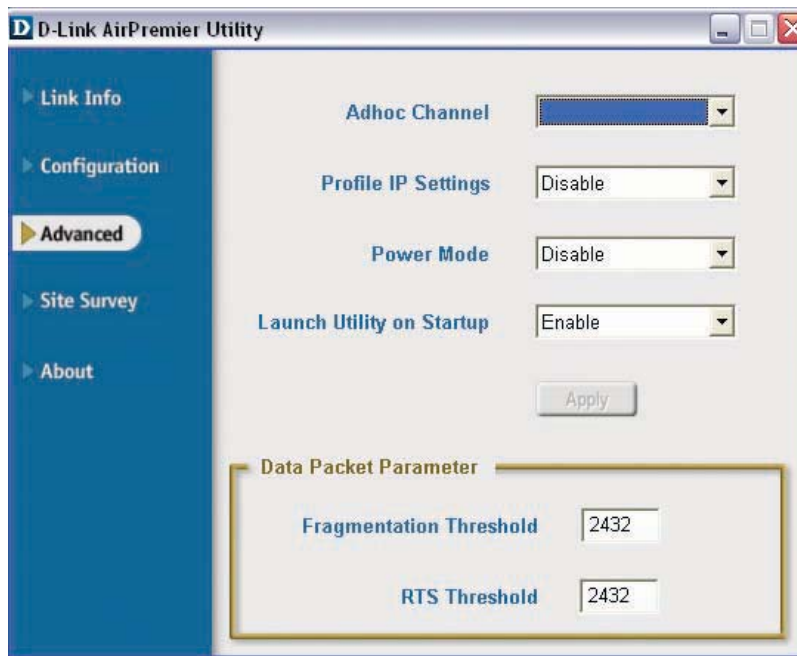 D-Link AirPremier Utility
Link Info
Configuration
Advanced
Site Survey
About
Adhoc Channel
Profile IP Settings Disable
Power Mode Disable
Launch Utility on Startup Enable
Apply
Data Packet Parameter
Fragmentation Threshold 2432
RTS Threshold 2432